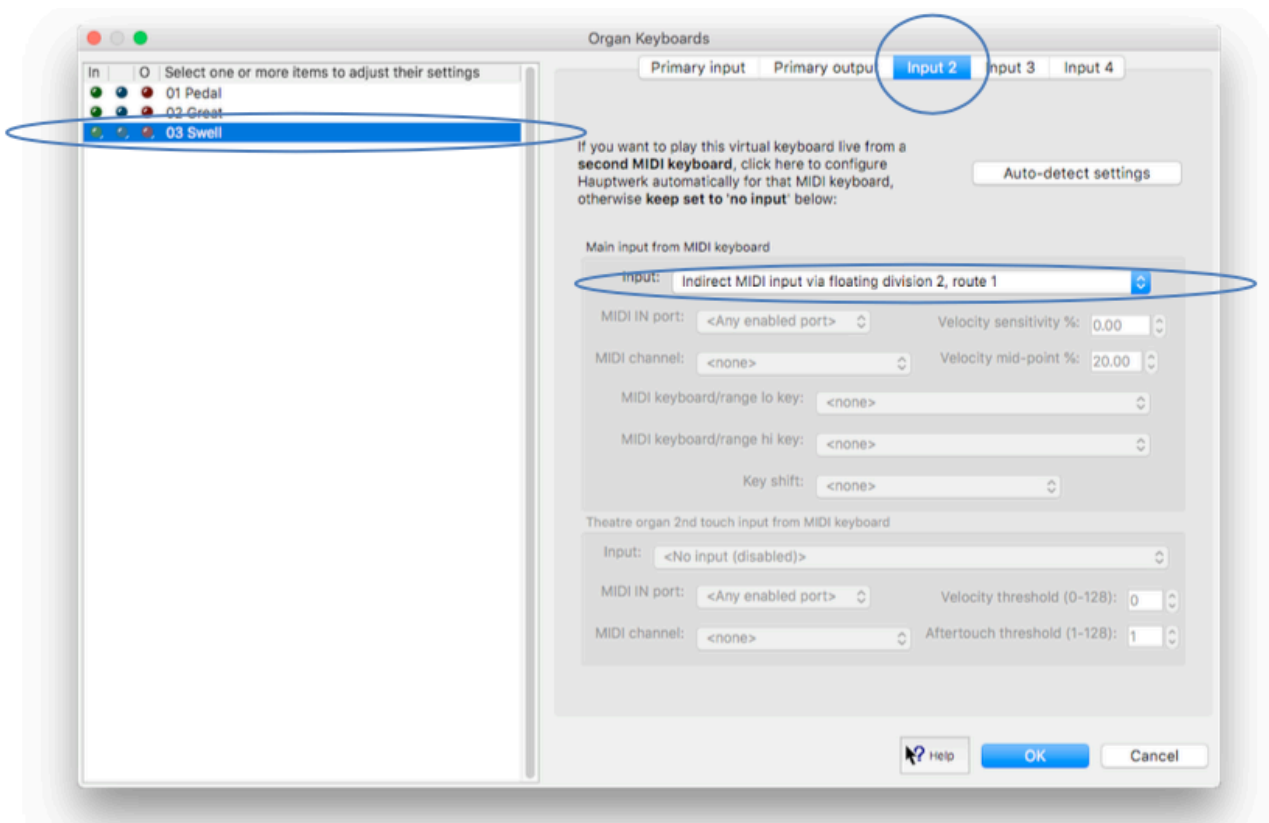 Organ Keyboards
In O Select one or more items to adjust their settings
01 Pedal
02 Great
03 Swell
Primary input Primary outpu Input 2 nput 3 Input 4
If you want to play this virtual keyboard live from a
second MIDI keyboard, click here to configure
Hauptwerk automatically for that MIDI keyboard,
otherwise keep set to 'no input' below:
Auto-detect settings
Main input from MIDI keyboard
Input: Indirect MIDI input via floating division 2, route 1
MIDI IN port: <Any enabled port> Velocity sensitivity %: 0.00
MIDI channel: <none> Velocity mid-point %: 20.00
MIDI keyboard/range lo key: <none>
MIDI keyboard/range hi key: <none>
Key shift: <none>
Theatre organ 2nd touch input from MIDI keyboard
Input: <No input (disabled)>
MIDI IN port: <Any enabled port> Velocity threshold (0-128): 0
MIDI channel: <none> Aftertouch threshold (1-128): 1
? Help OK Cancel